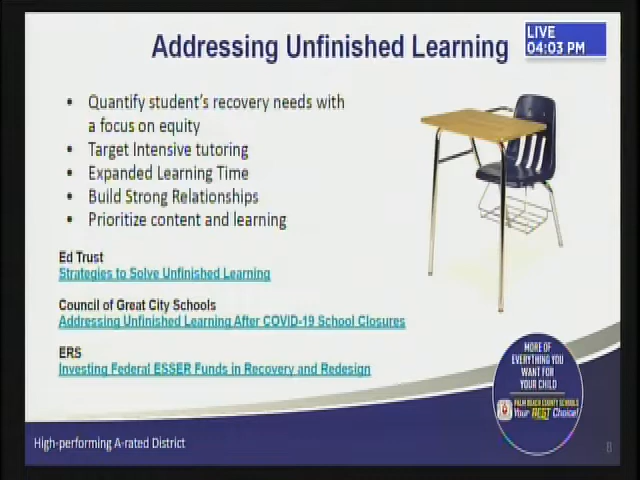 Addressing Unfinished Learning
LIVE
04:03 PM
• Quantify student's recovery needs with
a focus on equity
• Target Intensive tutoring
• Expanded Learning Time
• Build Strong Relationships
• Prioritize content and learning
Ed Trust
Strategies to Solve Unfinished Learning
Council of Great City Schools
Addressing Unfinished Learning After COVID-19 School Closures
ERS
Investing Federal ESSER Funds in Recovery and Redesign
MORE OF
EVERYTHING YOU
WANT FOR
YOUR CHILD
PALM BEACH COUNTY SCHOOLS
Your BEST Choice!
High-performing A-rated District
8